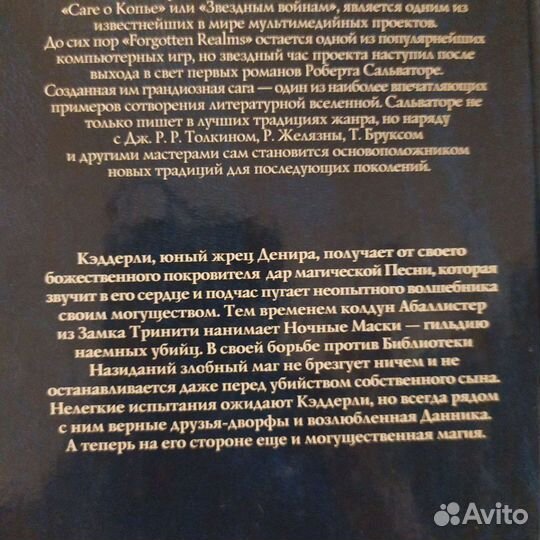 «Саге о Копье» или «Звездным войнам», является одним из
известнейших в мире мультимедийных проектов.
До сих пор «Forgotten Realms» остается одной из популярнейших
компьютерных игр, но звездный час проекта наступил после
выхода в свет первых романов Роберта Сальваторе.
Созданная им грандиозная сага — один из наиболее впечатляющих
примеров сотворения литературной вселенной. Сальваторе не
только пишет в лучших традициях жанра, но наряду
с Дж. Р. Р. Толкином, Р. Желязны, Т. Бруксом
и другими мастерами сам становится основоположником
новых традиций для последующих поколений.
Кэддерли, юный жрец Денира, получает от своего
божественного покровителя дар магической Песни, которая
звучит в его сердце и подчас пугает неопытного волшебника
своим могуществом. Тем временем колдун Абаллистер
из Замка Тринити нанимает Ночные Маски — гильдию
наемных убийц. В своей борьбе против Библиотеки
Назиданий злобный маг не брезгует ничем и не
останавливается даже перед убийством собственного сына.
Нелегкие испытания ожидают Кэддерли, но всегда рядом
с ним верные друзья-дворфы и возлюбленная Данника.
А теперь на его стороне еще и могущественная магия.
Avito